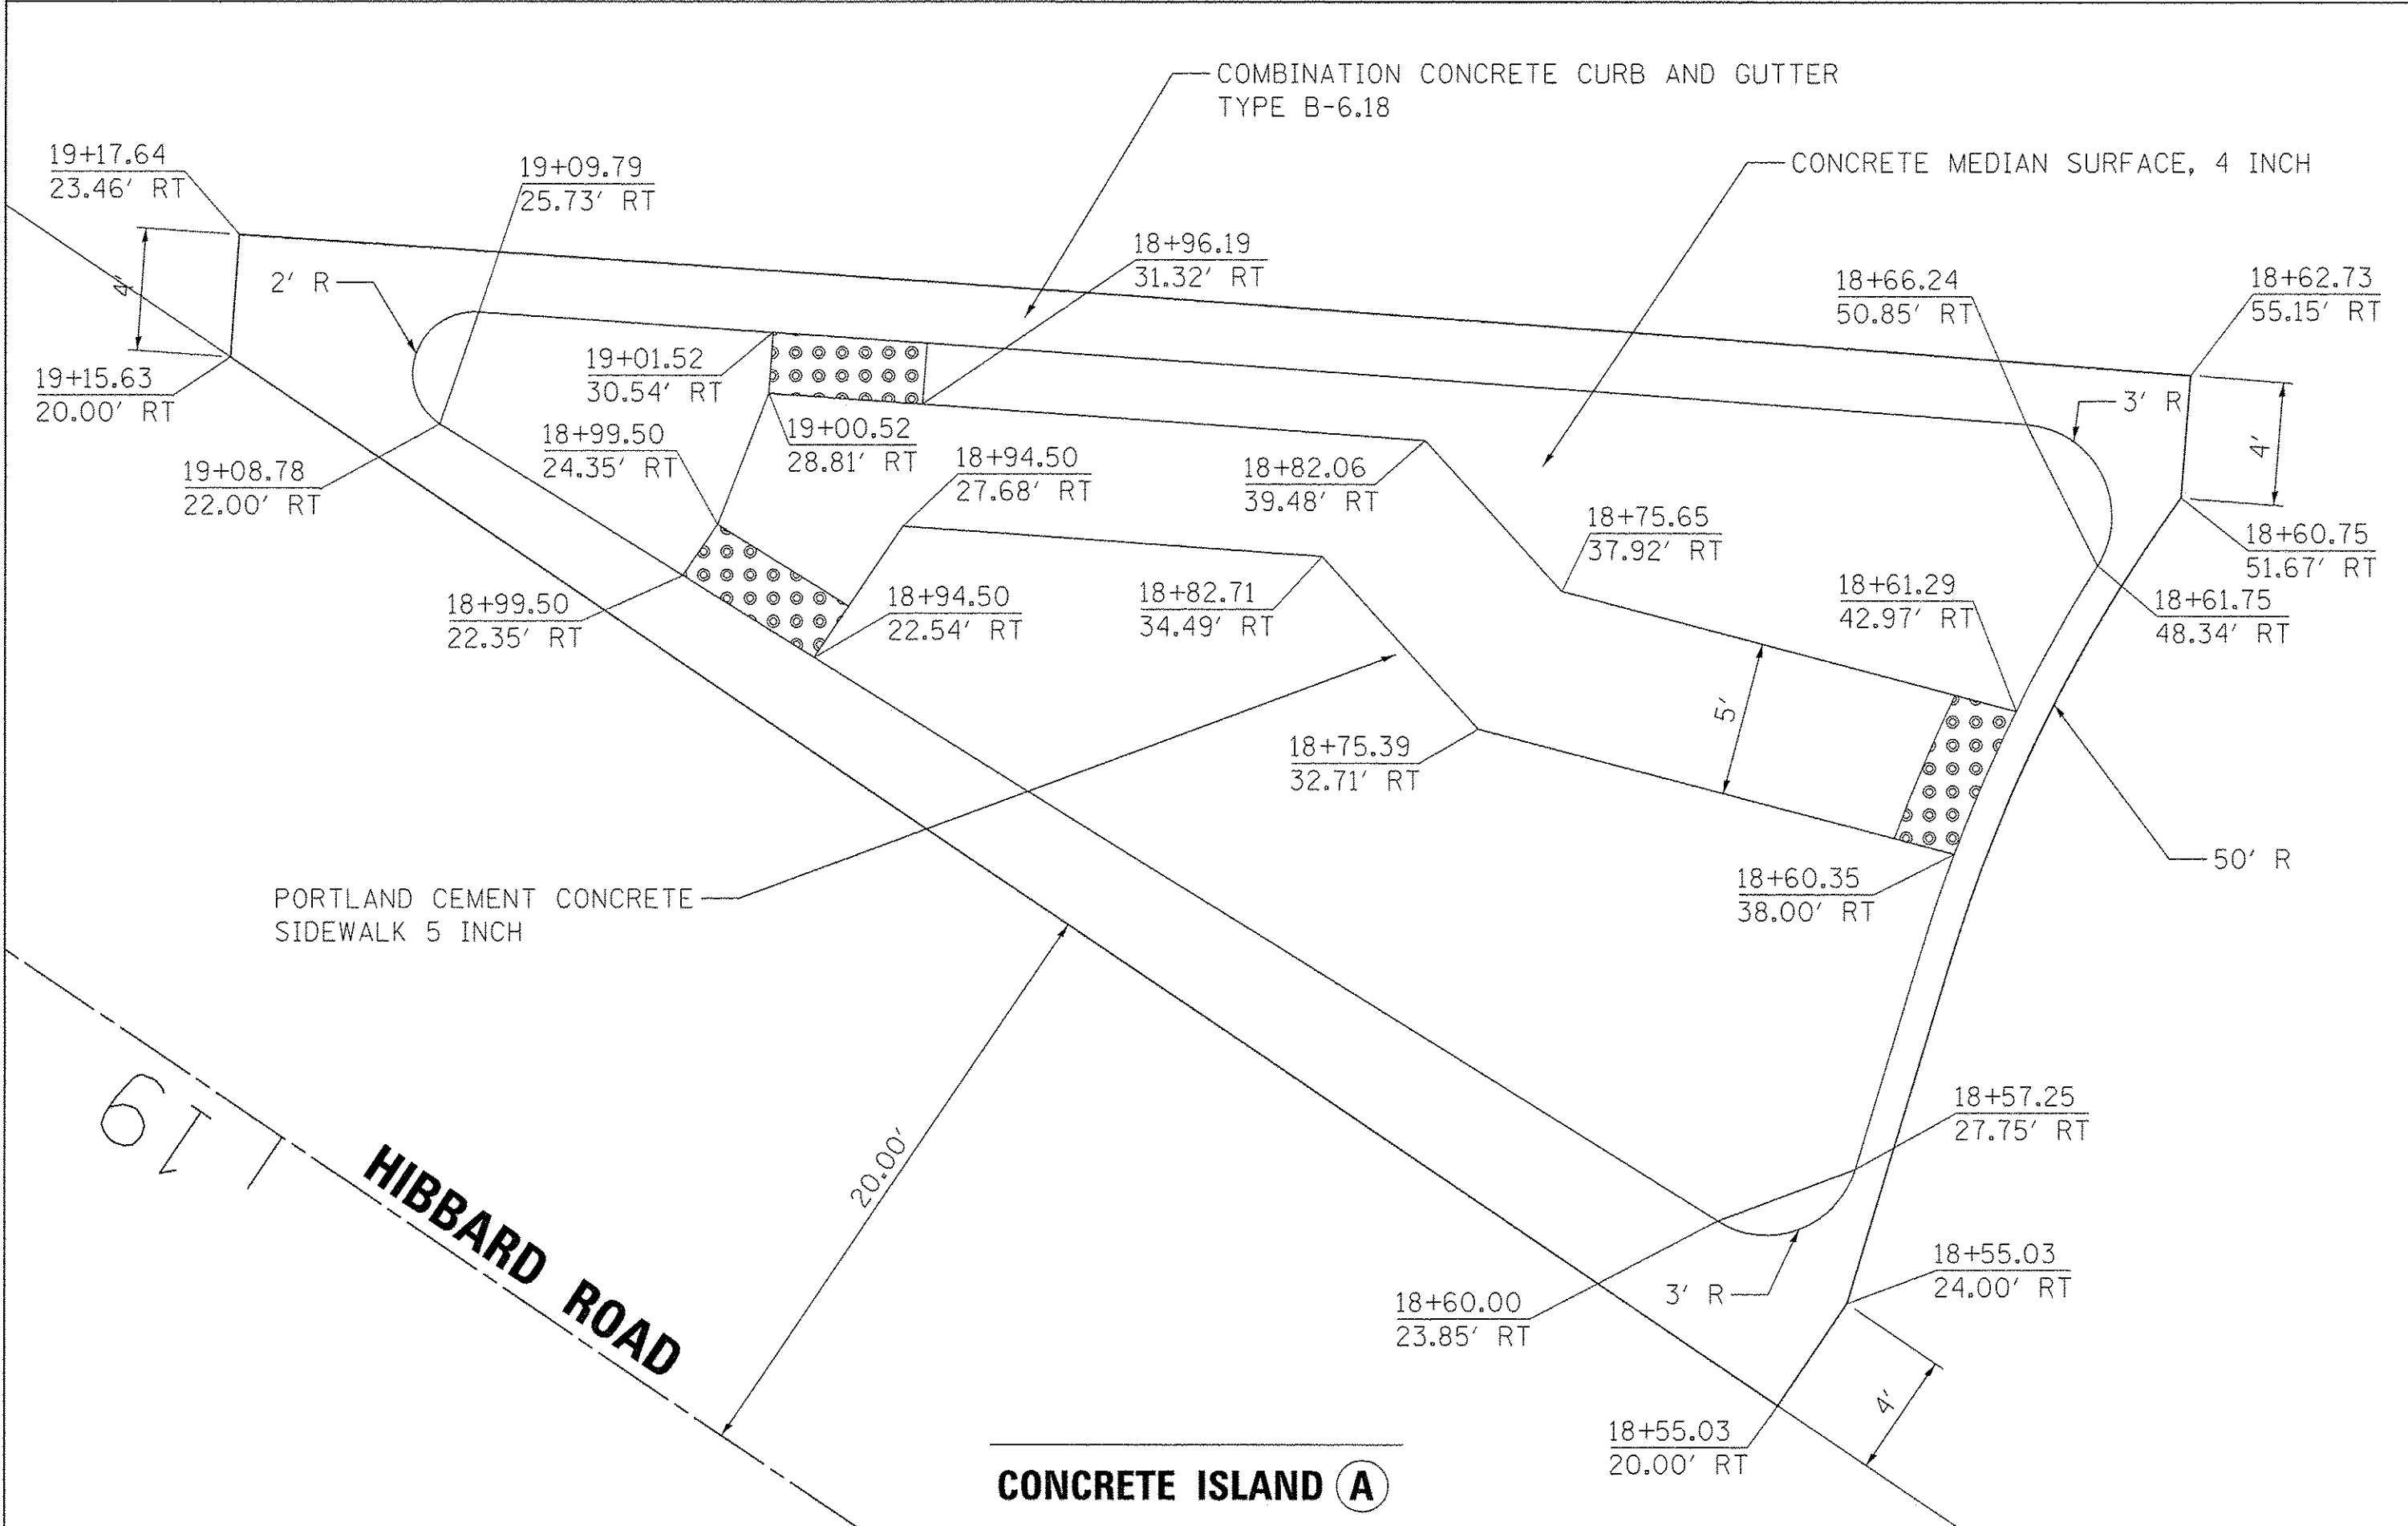 COMBINATION CONCRETE CURB AND GUTTER
TYPE B-6.18
CONCRETE MEDIAN SURFACE, 4 INCH
19+17.64
23.46' RT
19+09.79
25.73' RT
18+96.19
31.32' RT
18+66.24
50.85' RT
18+62.73
55.15' RT
4'
2' R
19+01.52
30.54' RT
19+15.63
20.00' RT
3' R
4'
19+00.52
28.81' RT
18+99.50
24.35' RT
18+94.50
27.68' RT
18+82.06
39.48' RT
19+08.78
22.00' RT
18+75.65
37.92' RT
18+60.75
51.67' RT
18+61.29
42.97' RT
18+99.50
22.35' RT
18+94.50
22.54' RT
18+82.71
34.49' RT
18+61.75
48.34' RT
5'
18+75.39
32.71' RT
50' R
18+60.35
38.00' RT
PORTLAND CEMENT CONCRETE
SIDEWALK 5 INCH
18+57.25
27.75' RT
119
HIBBARD ROAD
20.00'
18+55.03
24.00' RT
3' R
18+60.00
23.85' RT
4'
18+55.03
20.00' RT
CONCRETE ISLAND A